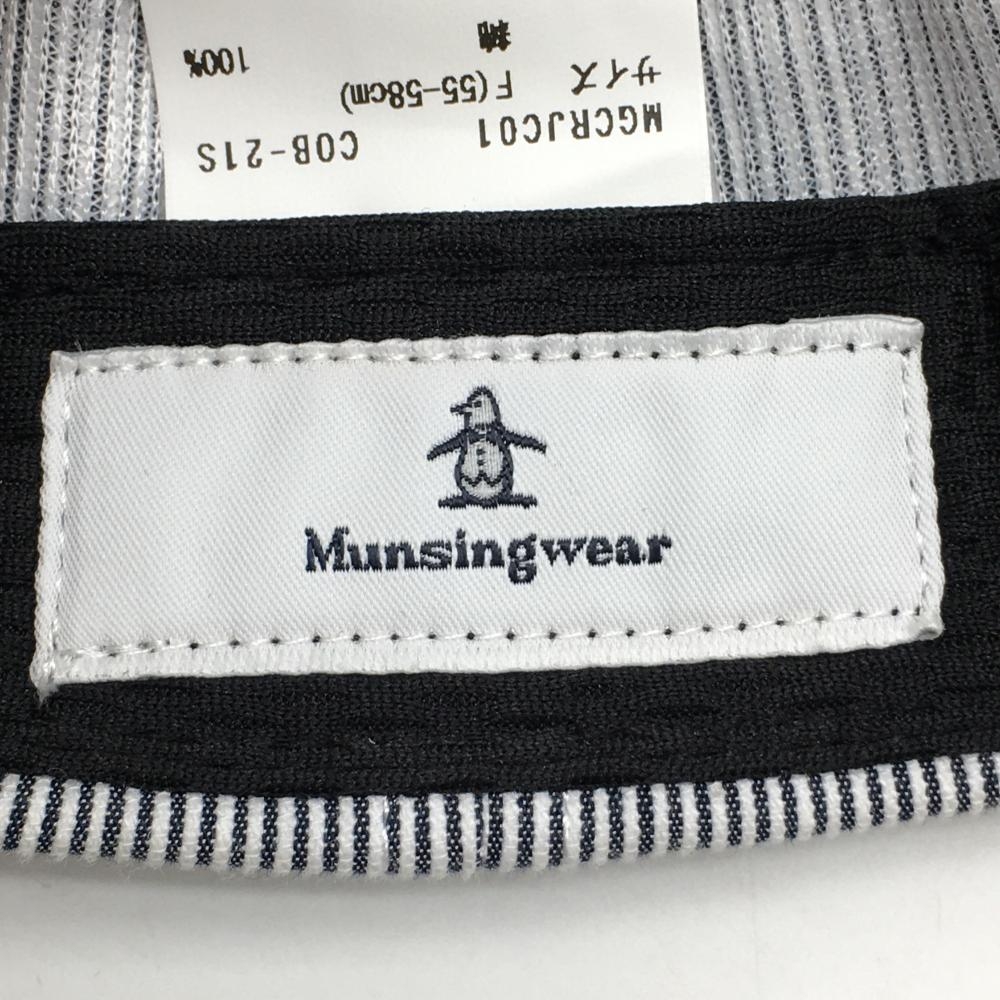 MGCRJC01 COB-21S
サイズ F(55-58cm)
綿 100%
Munsingwear